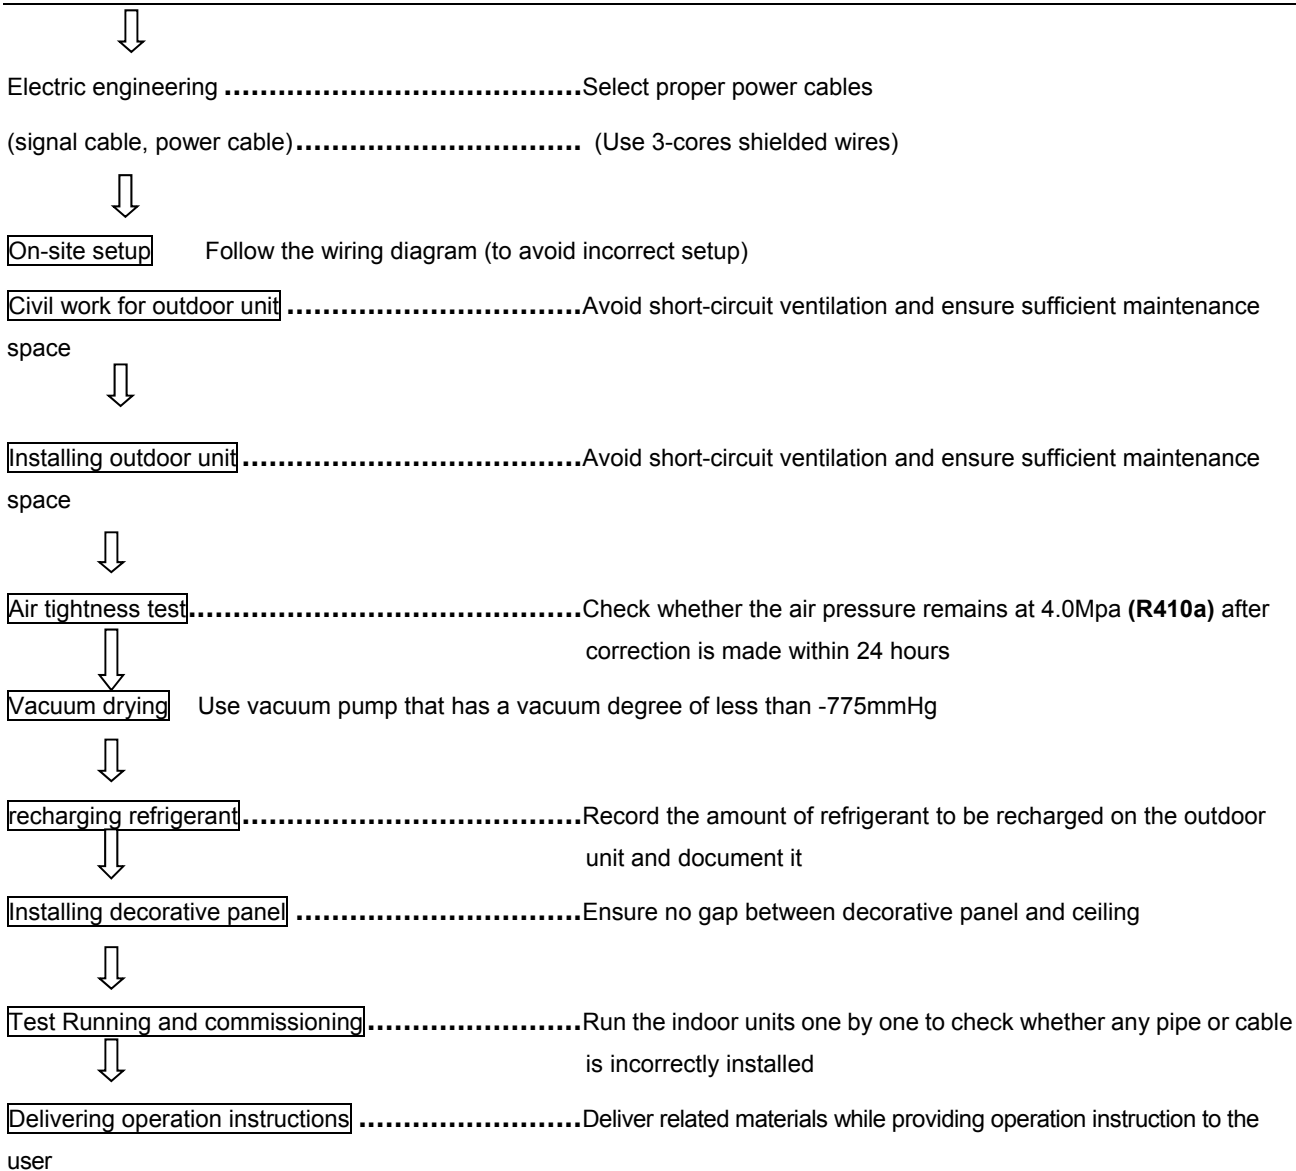 Electric engineering ........................................Select proper power cables
(signal cable, power cable)................................ (Use 3-cores shielded wires)
On-site setup Follow the wiring diagram (to avoid incorrect setup)
Civil work for outdoor unit .................................Avoid short-circuit ventilation and ensure sufficient maintenance
space
Installing outdoor unit......................................Avoid short-circuit ventilation and ensure sufficient maintenance
space
Air tightness test............................................Check whether the air pressure remains at 4.0Mpa (R410a) after
correction is made within 24 hours
Vacuum drying Use vacuum pump that has a vacuum degree of less than -775mmHg
recharging refrigerant......................................Record the amount of refrigerant to be recharged on the outdoor
unit and document it
Installing decorative panel ................................Ensure no gap between decorative panel and ceiling
Test Running and commissioning........................Run the indoor units one by one to check whether any pipe or cable
is incorrectly installed
Delivering operation instructions .........................Deliver related materials while providing operation instruction to the
user